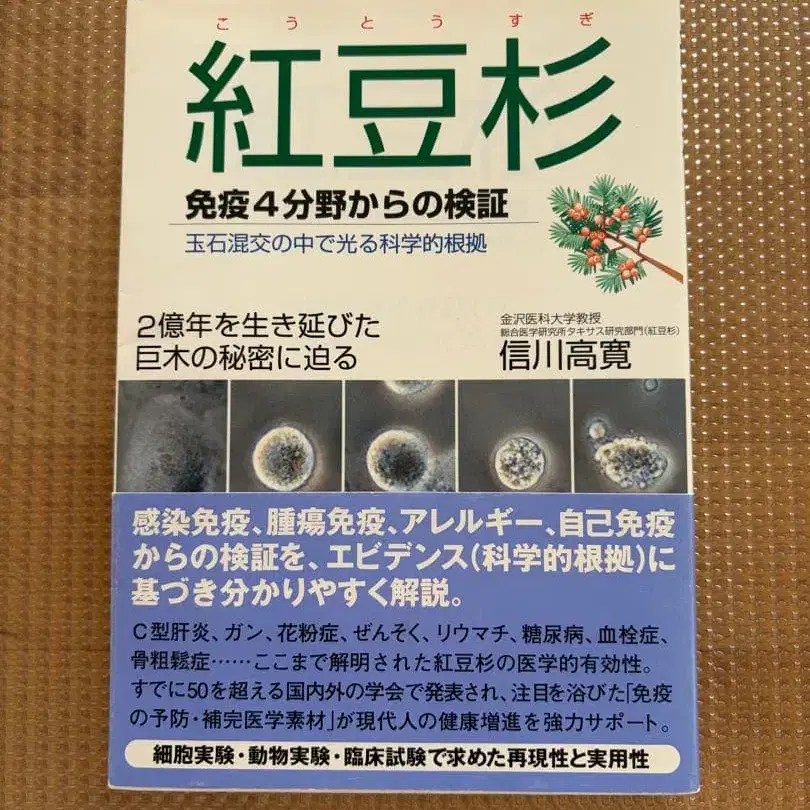 こうとうすぎ
紅豆杉
免疫4分野からの検証
玉石混交の中で光る科学的根拠
2億年を生き延びた
巨木の秘密に迫る
金沢医科大学教授
総合医学研究所タキサス研究部門(紅豆杉)
信川高寛
感染免疫、腫瘍免疫、アレルギー、自己免疫
からの検証を、エビデンス(科学的根拠)に
基づき分かりやすく解説。
C型肝炎、ガン、花粉症、ぜんそく、リウマチ、糖尿病、血栓症、
骨粗鬆症……ここまで解明された紅豆杉の医学的有効性。
すでに50を超える国内外の学会で発表され、注目を浴びた「免疫
の予防・補完医学素材」が現代人の健康増進を強力サポート。
細胞実験・動物実験・臨床試験で求めた再現性と実用性